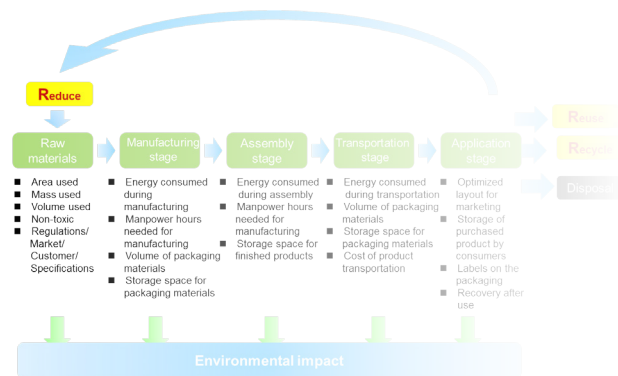 Reduce
Reuse
Raw
materials
Manufacturing
stage
Assembly
stage
Transportation
stage
Application
stage
Recycle
Disposal
■ Area used
■ Mass used
■ Volume used
■ Non-toxic
■ Regulations/
Market/
Customer/
Specifications
■ Energy consumed
during
manufacturing
■ Manpower hours
needed for
manufacturing
■ Volume of packaging
materials
■ Storage space for
packaging materials
■ Energy consumed
during assembly
■ Manpower hours
needed for
manufacturing
■ Storage space for
finished products
■ Energy consumed
during transportation
■ Volume of packaging
materials
■ Storage space for
packaging materials
■ Cost of product
transportation
■ Optimized
layout for
marketing
■ Storage of
purchased
product by
consumers
■ Labels on the
packaging
■ Recovery after
use
Environmental impact